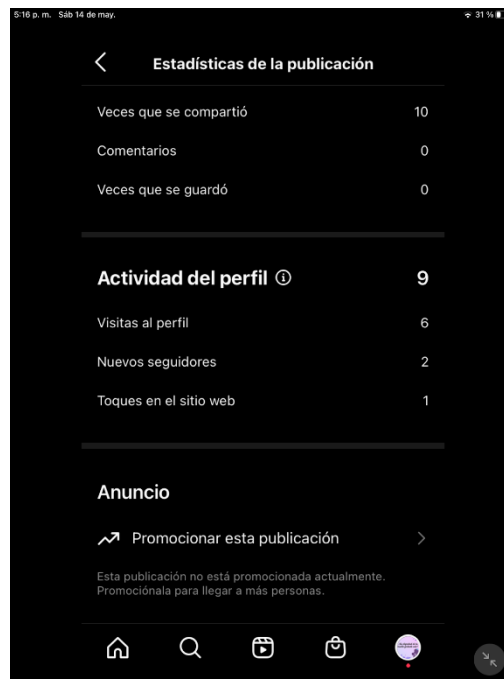 5:16 p. m. Sáb 14 de may.
31 %
Estadísticas de la publicación
Veces que se compartió 10
Comentarios 0
Veces que se guardó 0
Actividad del perfil 9
Visitas al perfil 6
Nuevos seguidores 2
Toques en el sitio web 1
Anuncio
Promocionar esta publicación
Esta publicación no está promocionada actualmente.
Promociónala para llegar a más personas.